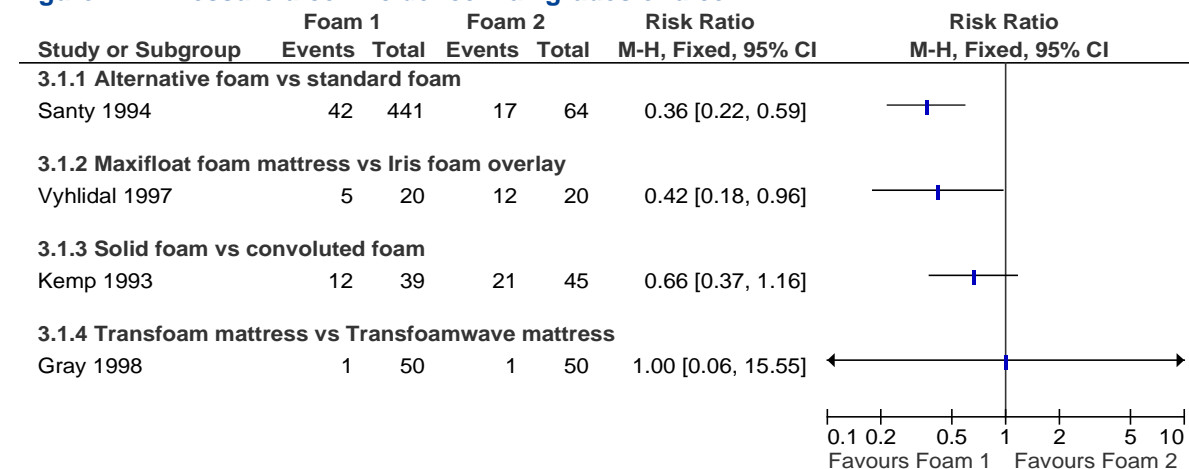 Foam 1 Foam 2 Risk Ratio Risk Ratio
Study or Subgroup Events Total Events Total M-H, Fixed, 95% CI M-H, Fixed, 95% CI
3.1.1 Alternative foam vs standard foam
Santy 1994 42 441 17 64 0.36 [0.22, 0.59]
3.1.2 Maxifloat foam mattress vs Iris foam overlay
Vyhlidal 1997 5 20 12 20 0.42 [0.18, 0.96]
3.1.3 Solid foam vs convoluted foam
Kemp 1993 12 39 21 45 0.66 [0.37, 1.16]
3.1.4 Transfoam mattress vs Transfoamwave mattress
Gray 1998 1 50 1 50 1.00 [0.06, 15.55]
0.1 0.2 0.5 1 2 5 10
Favours Foam 1 Favours Foam 2